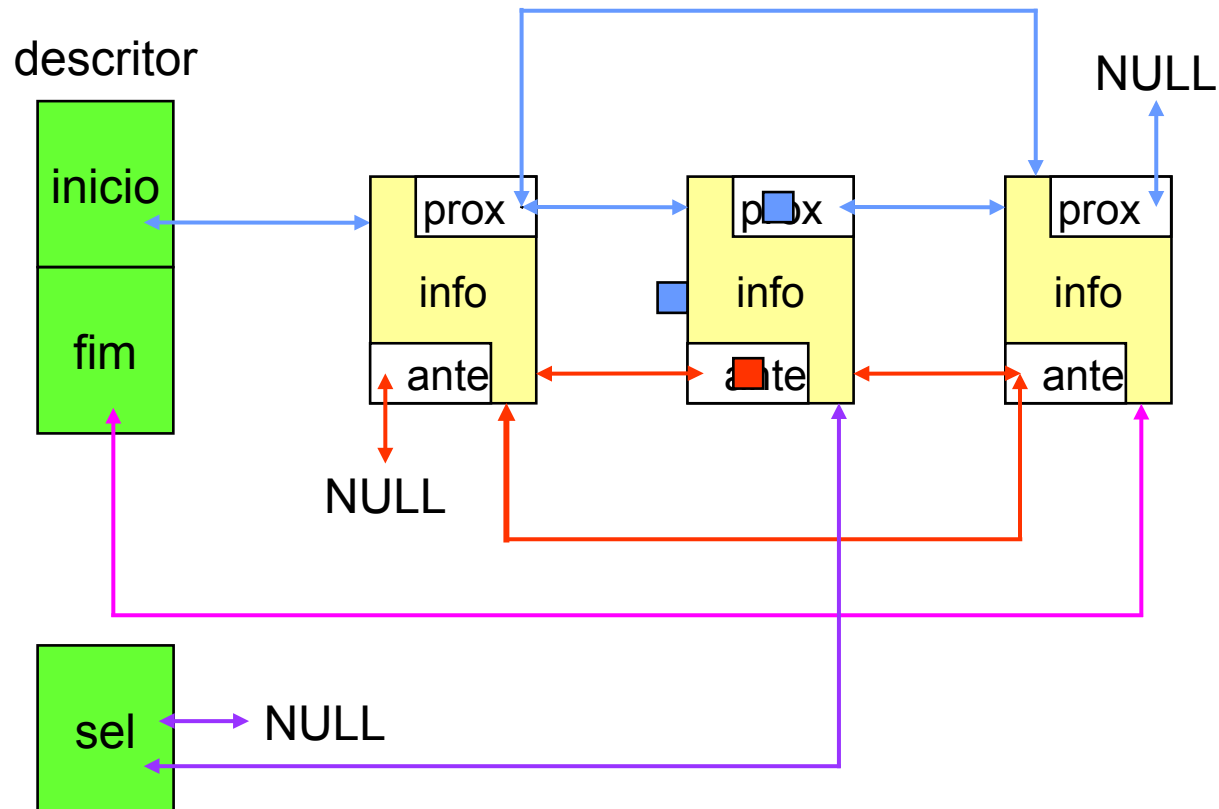 descritor
NULL
inicio
prox
prox
prox
info
info
info
fim
ante
ante
ante
NULL
sel
NULL